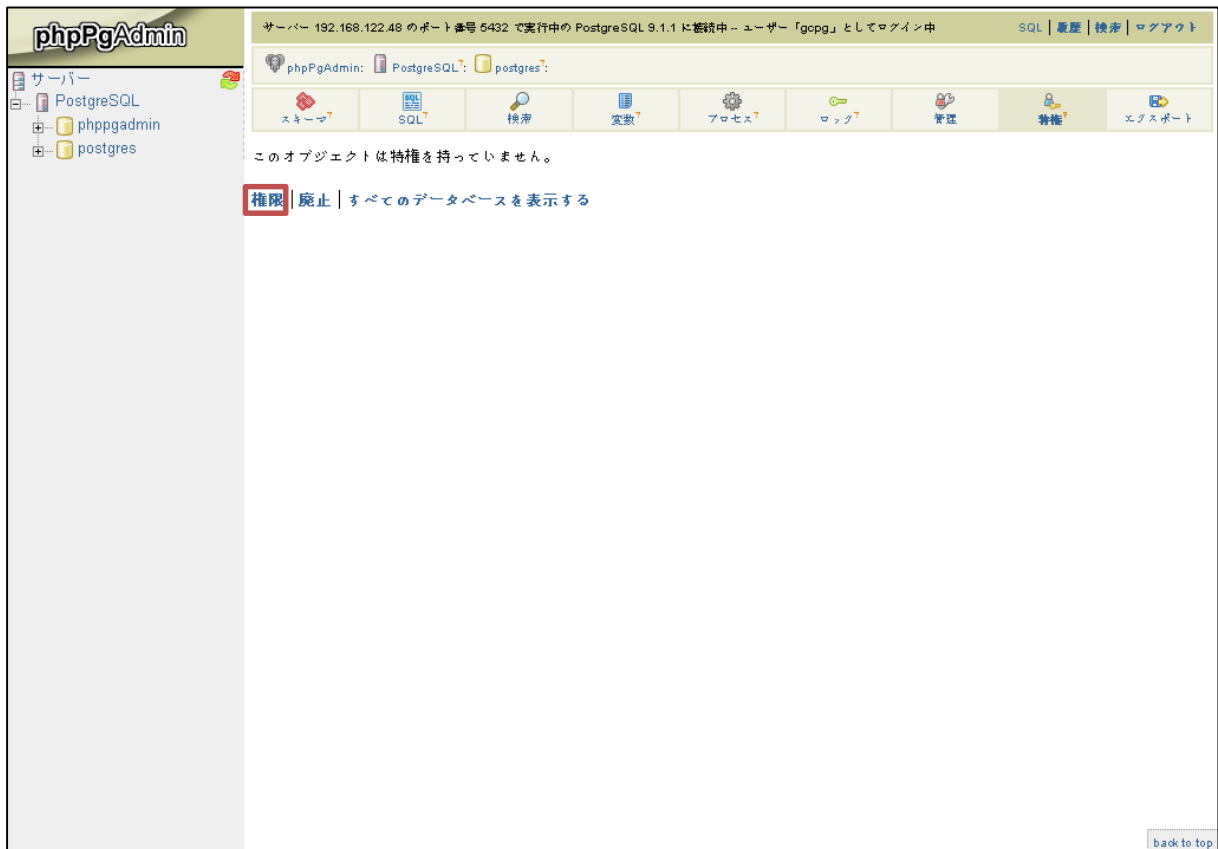 phpPgAdmin
サーバー
PostgreSQL
phppgadmin
postgres
サーバー 192.168.122.48 のポート番号 5432 で実行中の PostgreSQL 9.1.1 に接続中 -- ユーザー「gopg」としてログイン中
SQL | 履歴 | 検索 | ログアウト
phpPgAdmin: PostgreSQL?: postgres?:
スキーマ? SQL? 検索 変数? プロセス? ロック? 管理 特権? エクスポート
このオブジェクトは特権を持っていません。
権限 | 廃止 | すべてのデータベースを表示する
back to top